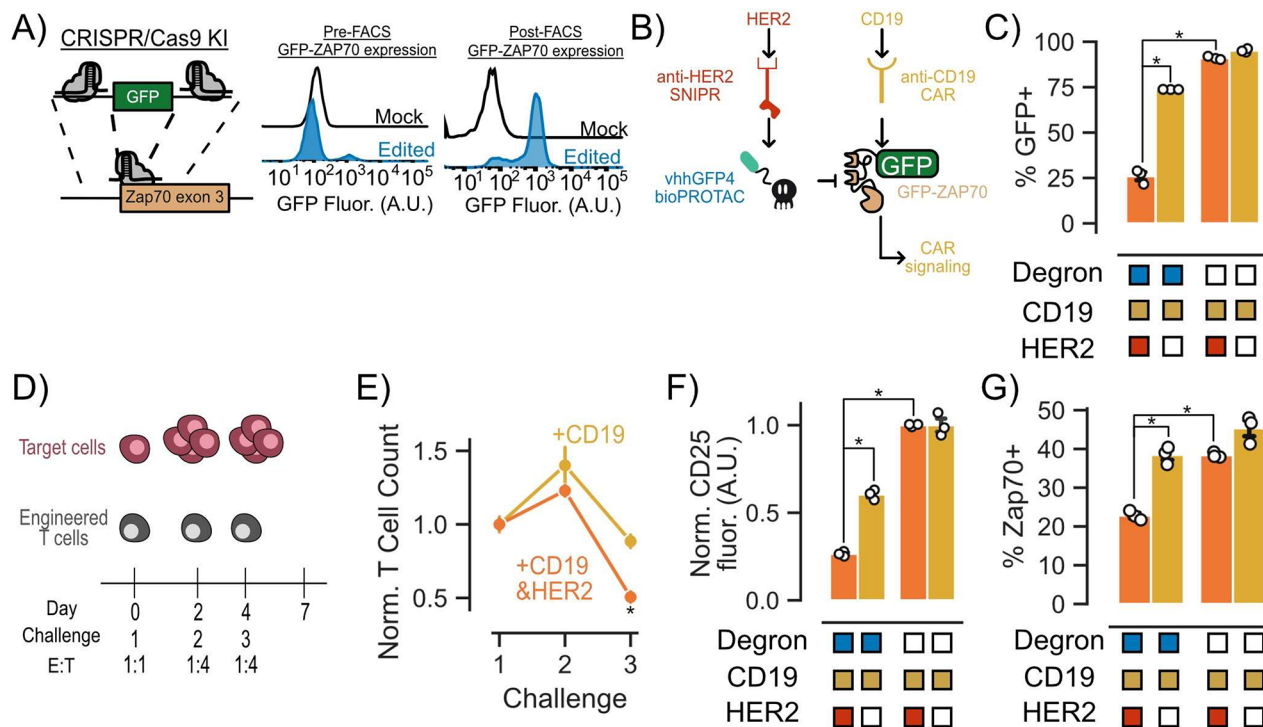 A)
CRISPR/Cas9 KI
GFP
Zap70 exon 3
Pre-FACS
GFP-ZAP70 expression
Mock
Edited
10¹ 10² 10³ 10⁴ 10⁵
GFP Fluor. (A.U.)
Post-FACS
GFP-ZAP70 expression
Mock
Edited
10¹ 10² 10³ 10⁴ 10⁵
GFP Fluor. (A.U.)
B)
HER2
CD19
anti-HER2
SNIPR
anti-CD19
CAR
vhhGFP4
bioPROTAC
GFP
GFP-ZAP70
CAR
signaling
C)
% GFP+
100
75
50
25
0
*
*
Degron
CD19
HER2
D)
Target cells
Engineered
T cells
Day 0 2 4 7
Challenge 1 2 3
E:T 1:1 1:4 1:4
E)
Norm. T Cell Count
1.5
1.0
0.5
+CD19
+CD19
&HER2
*
1 2 3
Challenge
F)
Norm. CD25
fluor. (A.U.)
1.0
0.5
0.0
*
*
Degron
CD19
HER2
G)
% Zap70+
50
40
30
20
10
0
*
*
Degron
CD19
HER2